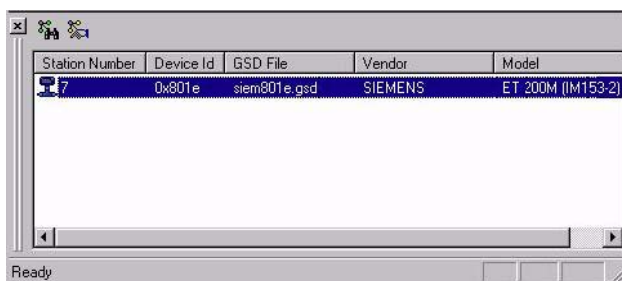 Station Number Device Id GSD File Vendor Model
7 0x801e siem801e.gsd SIEMENS ET 200M (IM153-2)
Ready